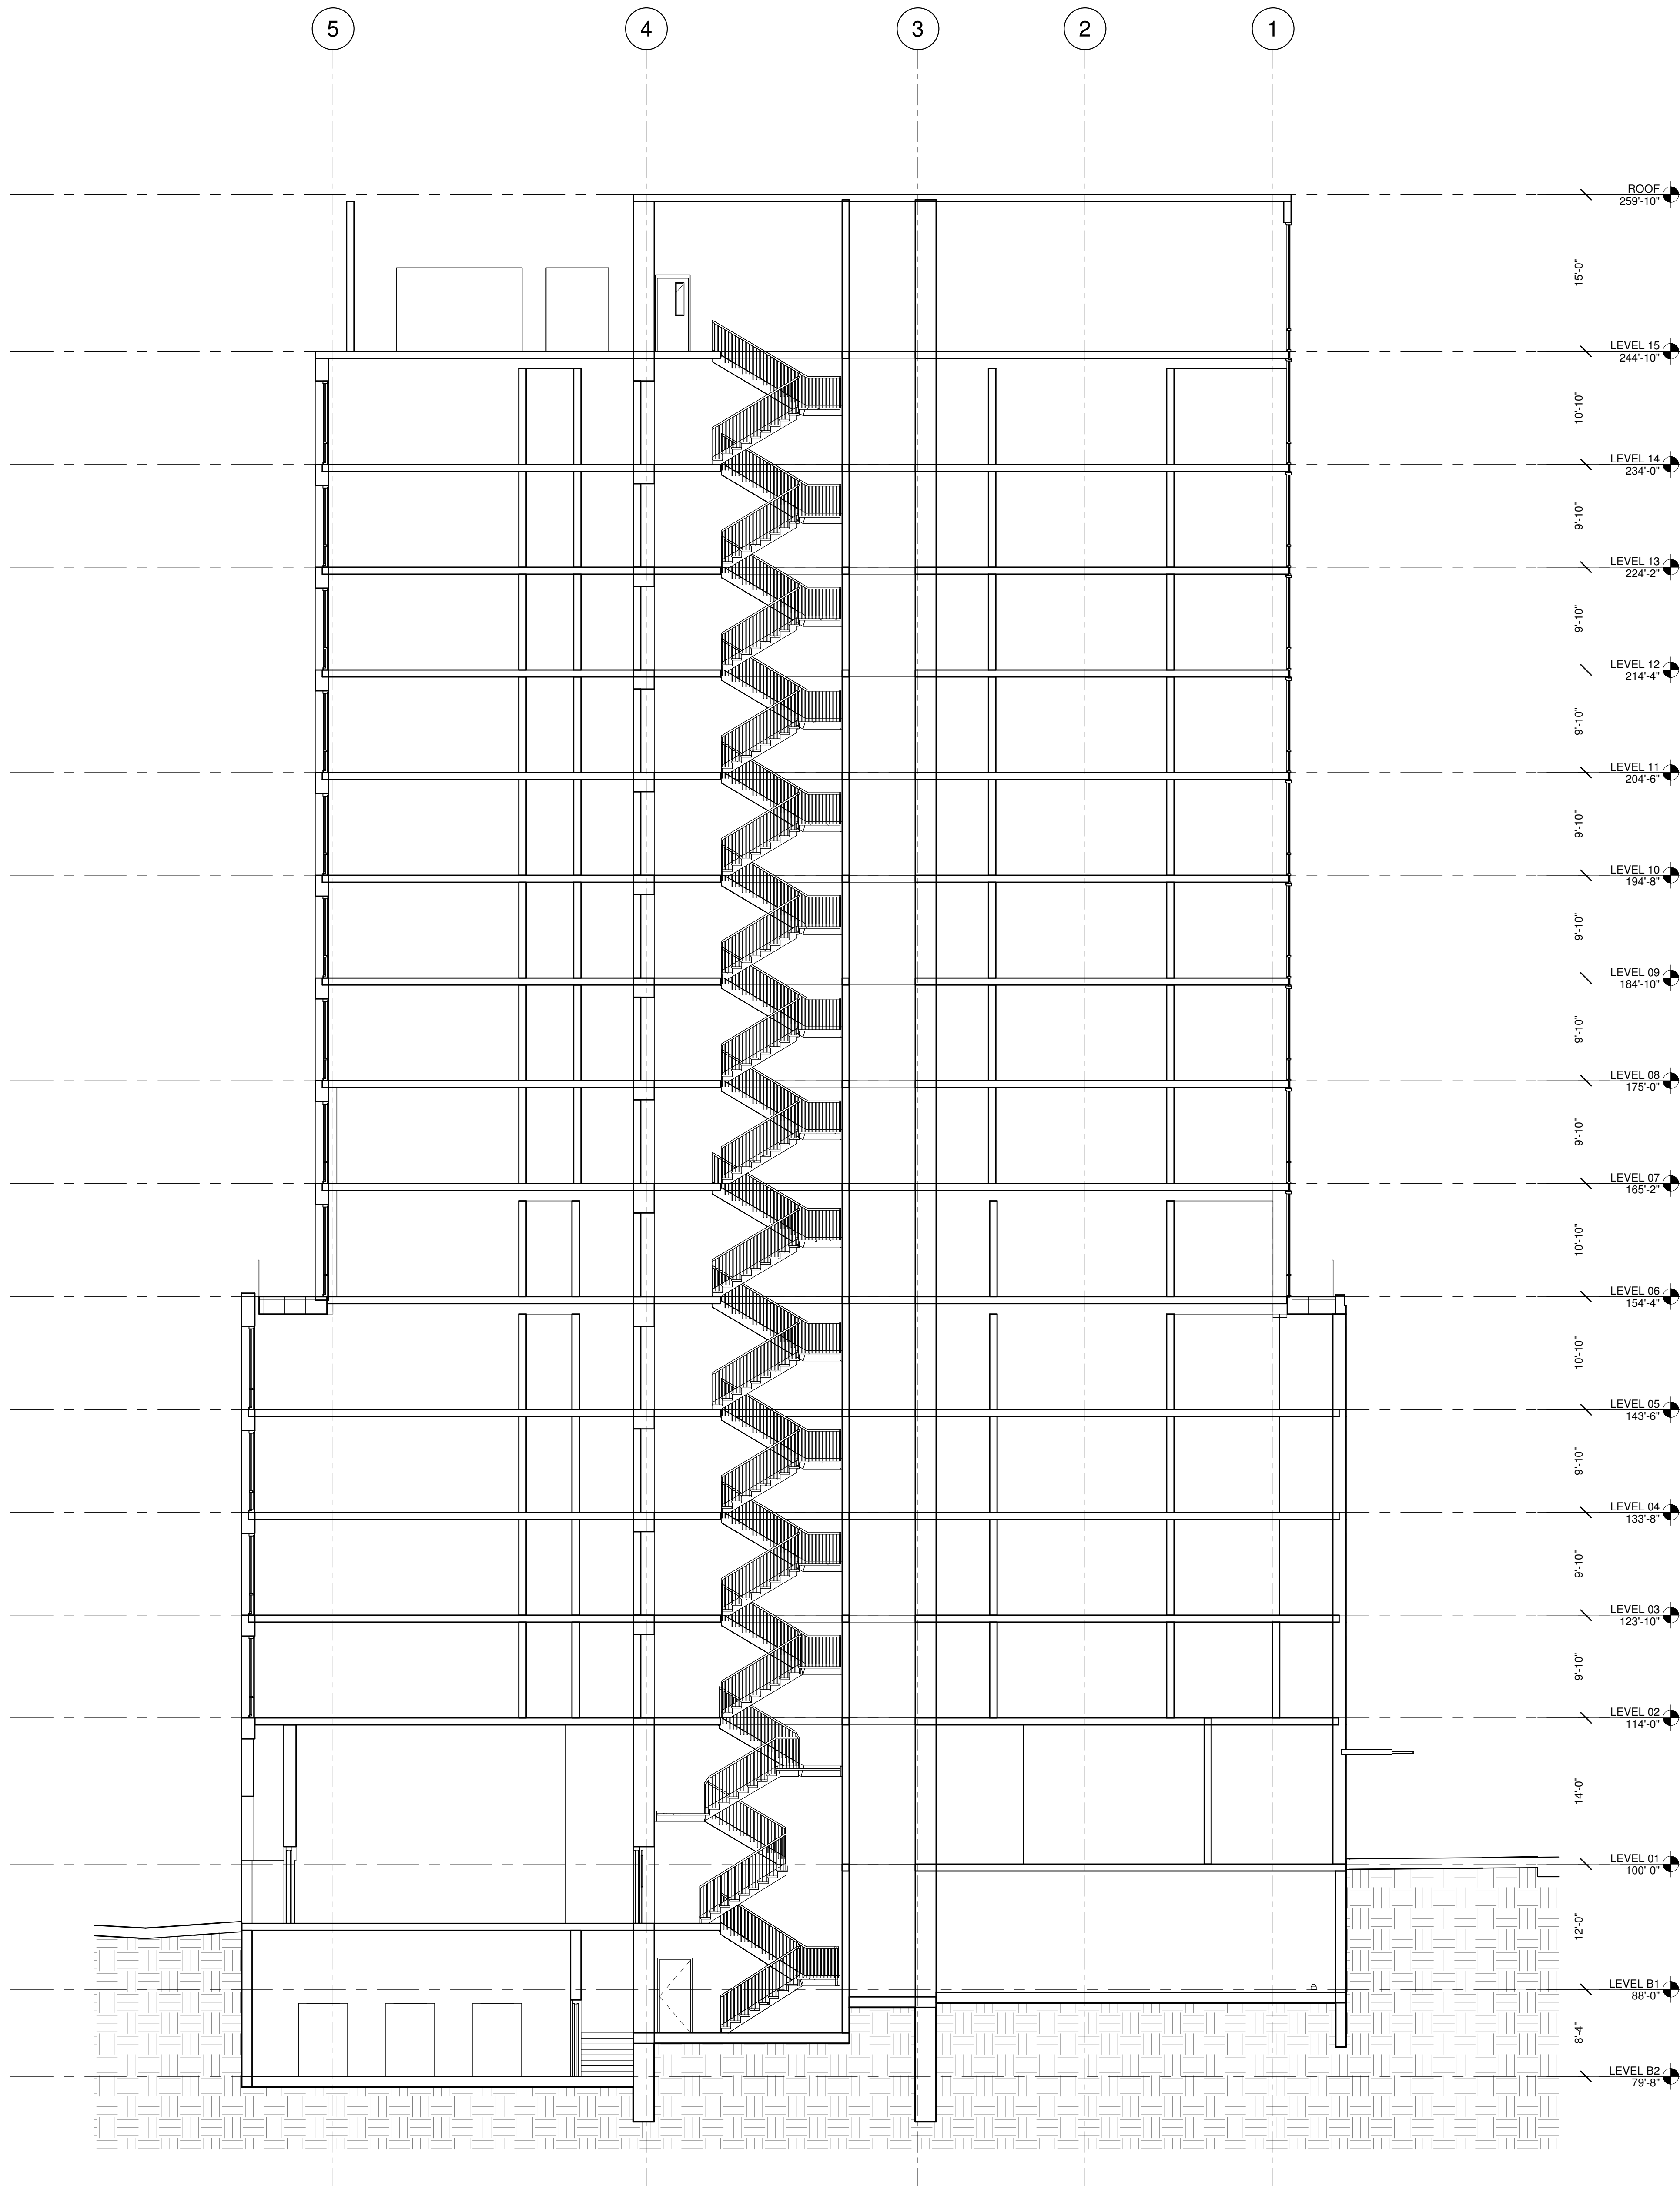 5 4 3 2 1
ROOF
259'-10"
15'-0"
LEVEL 15
244'-10"
10'-10"
LEVEL 14
234'-0"
9'-10"
LEVEL 13
224'-2"
9'-10"
LEVEL 12
214'-4"
9'-10"
LEVEL 11
204'-6"
9'-10"
LEVEL 10
194'-8"
9'-10"
LEVEL 09
184'-10"
9'-10"
LEVEL 08
175'-0"
9'-10"
LEVEL 07
165'-2"
10'-10"
LEVEL 06
154'-4"
10'-10"
LEVEL 05
143'-6"
9'-10"
LEVEL 04
133'-8"
9'-10"
LEVEL 03
123'-10"
9'-10"
LEVEL 02
114'-0"
14'-0"
LEVEL 01
100'-0"
12'-0"
LEVEL B1
88'-0"
8'-4"
LEVEL B2
79'-8"